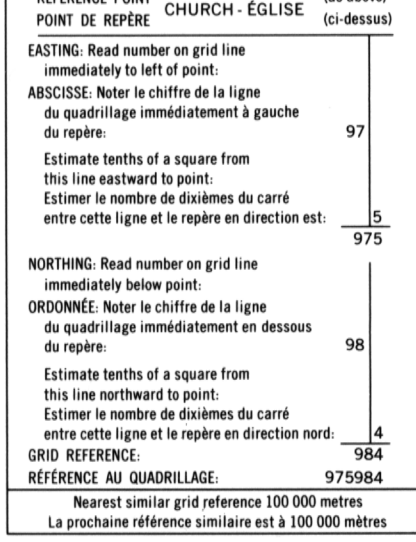 REFERENCE POINT
POINT DE REPÈRE CHURCH - ÉGLISE (as above)
(ci-dessus)
EASTING: Read number on grid line
immediately to left of point:
ABSCISSE: Noter le chiffre de la ligne
du quadrillage immédiatement à gauche
du repère: 97
Estimate tenths of a square from
this line eastward to point:
Estimer le nombre de dixièmes du carré
entre cette ligne et le repère en direction est: 5
975
NORTHING: Read number on grid line
immediately below point:
ORDONNÉE: Noter le chiffre de la ligne
du quadrillage immédiatement en dessous
du repère: 98
Estimate tenths of a square from
this line northward to point:
Estimer le nombre de dixièmes du carré
entre cette ligne et le repère en direction nord: 4
GRID REFERENCE: 984
RÉFÉRENCE AU QUADRILLAGE: 975984
Nearest similar grid reference 100 000 metres
La prochaine référence similaire est à 100 000 mètres